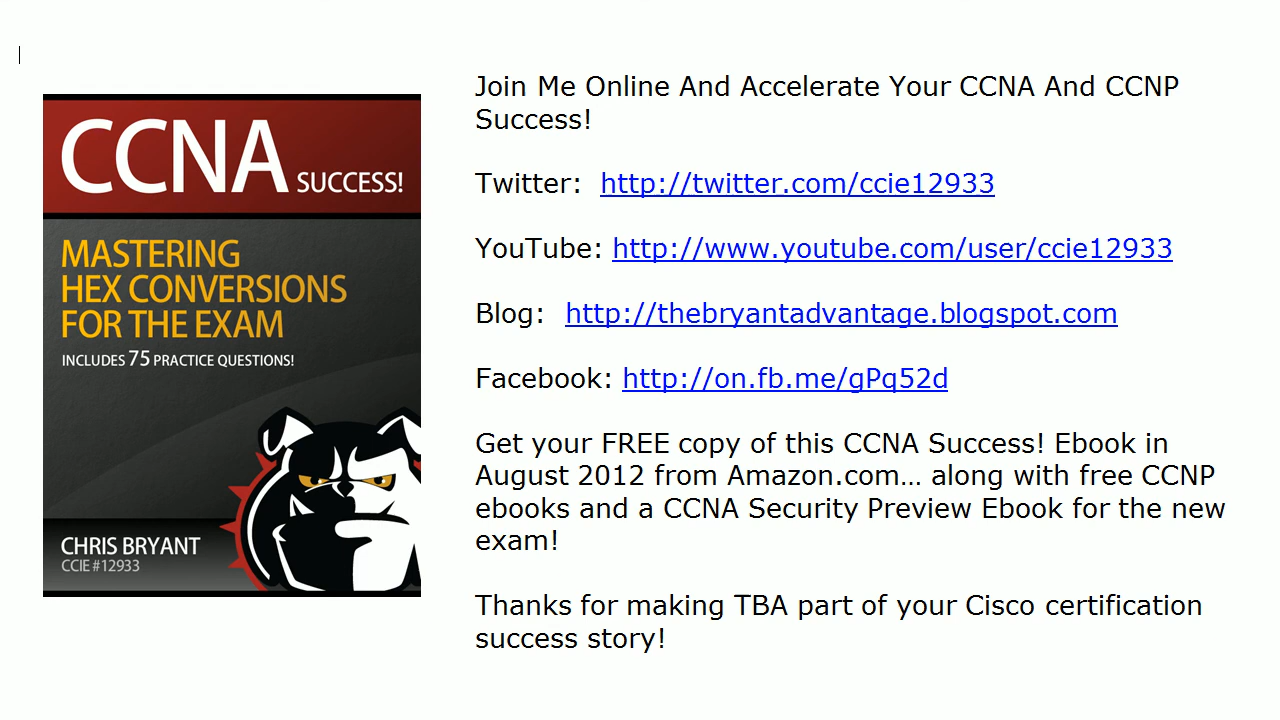 CCNA SUCCESS!
MASTERING
HEX CONVERSIONS
FOR THE EXAM
INCLUDES 75 PRACTICE QUESTIONS!
CHRIS BRYANT
CCIE #12933
Join Me Online And Accelerate Your CCNA And CCNP
Success!
Twitter: http://twitter.com/ccie12933
YouTube: http://www.youtube.com/user/ccie12933
Blog: http://thebryantadvantage.blogspot.com
Facebook: http://on.fb.me/gPq52d
Get your FREE copy of this CCNA Success! Ebook in
August 2012 from Amazon.com… along with free CCNP
ebooks and a CCNA Security Preview Ebook for the new
exam!
Thanks for making TBA part of your Cisco certification
success story!